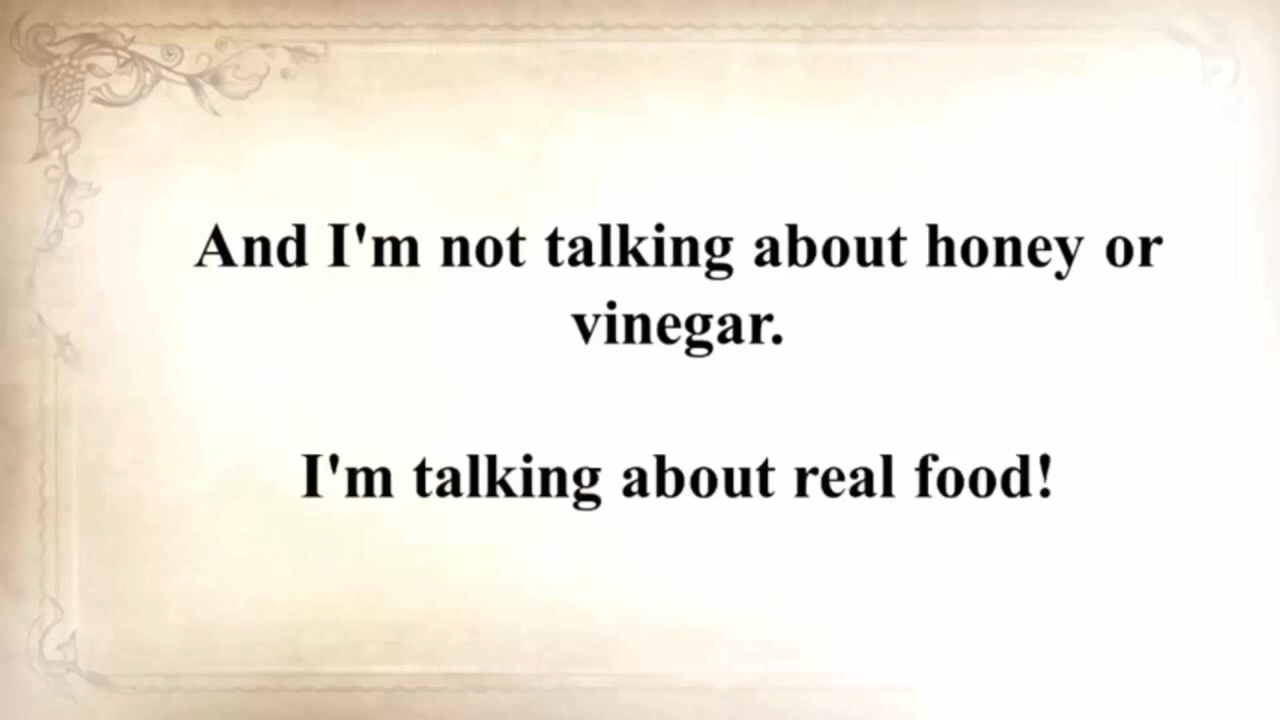 And I'm not talking about honey or
vinegar.
I'm talking about real food!